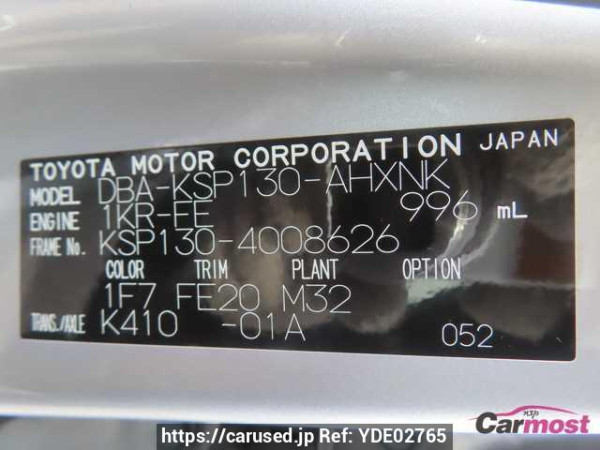 TOYOTA MOTOR CORPORATION JAPAN
MODEL DBA-KSP130-AHXNK
ENGINE 1KR-FE 996 mL
FRAME No. KSP130-4008626
COLOR TRIM PLANT OPTION
1F7 FE20 M32
TRANS./AXLE K410 -01A 052
Carmost
https://carused.jp Ref: YDE02765